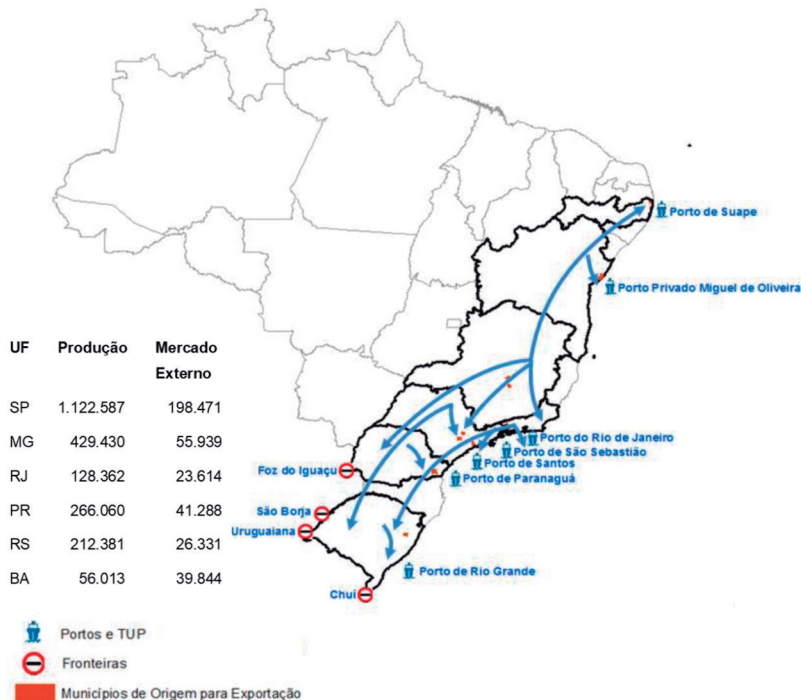 Porto de Suape
Porto Privado Miguel de Oliveira
UF Produção Mercado Externo
SP 1.122.587 198.471
MG 429.430 55.939
RJ 128.362 23.614
PR 266.060 41.288
RS 212.381 26.331
BA 56.013 39.844
Porto do Rio de Janeiro
Porto de São Sebastião
Porto de Santos
Porto de Paranaguá
Foz do Iguaçu
São Borja
Uruguaiana
Porto de Rio Grande
Chuí
Portos e TUP
Fronteiras
Municípios de Origem para Exportação